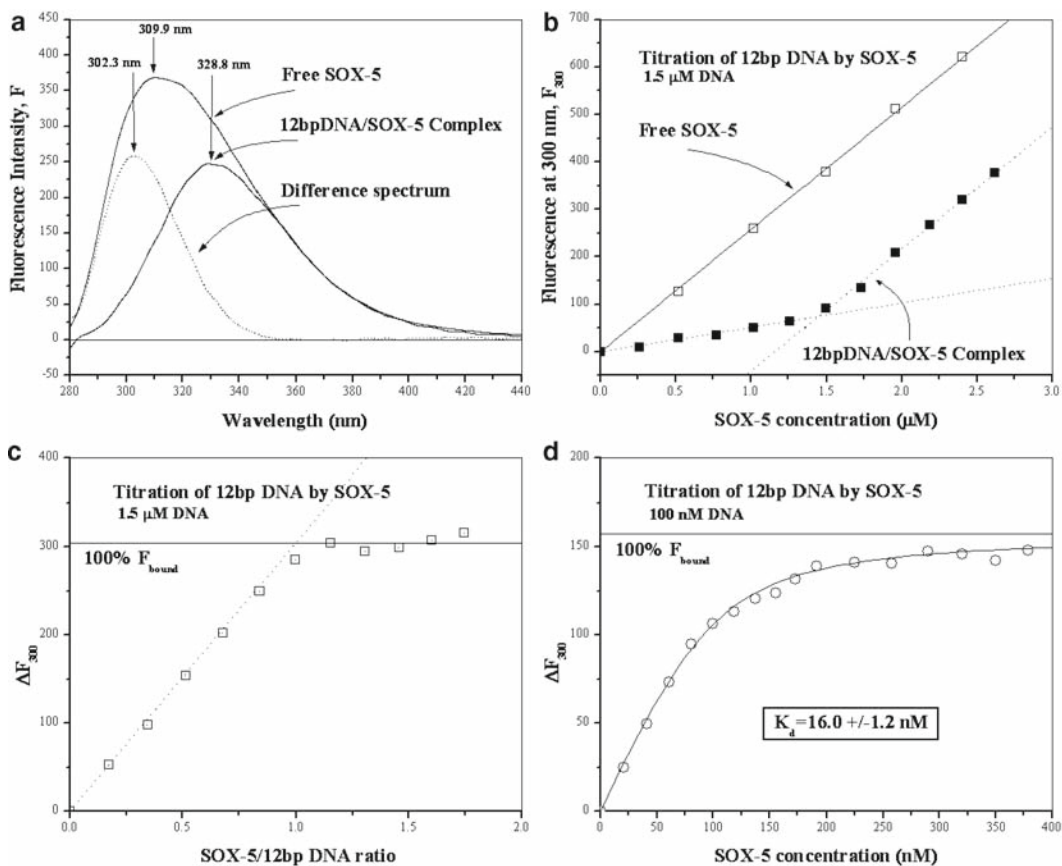 a
Fluorescence Intensity, F
450
400
350
300
250
200
150
100
50
0
-50
309.9 nm
302.3 nm
328.8 nm
Free SOX-5
12bpDNA/SOX-5 Complex
Difference spectrum
280
300
320
340
360
380
400
420
440
Wavelength (nm)
b
Fluorescence at 300 nm, F300
700
600
500
400
300
200
100
0
Titration of 12bp DNA by SOX-5
1.5 μM DNA
Free SOX-5
12bpDNA/SOX-5 Complex
0.0
0.5
1.0
1.5
2.0
2.5
3.0
SOX-5 concentration (μM)
c
ΔF300
400
300
200
100
0
Titration of 12bp DNA by SOX-5
1.5 μM DNA
100% Fbound
0.0
0.5
1.0
1.5
2.0
SOX-5/12bp DNA ratio
d
ΔF300
200
150
100
50
0
Titration of 12bp DNA by SOX-5
100 nM DNA
100% Fbound
Kd=16.0 +/-1.2 nM
0
50
100
150
200
250
300
350
400
SOX-5 concentration (nM)